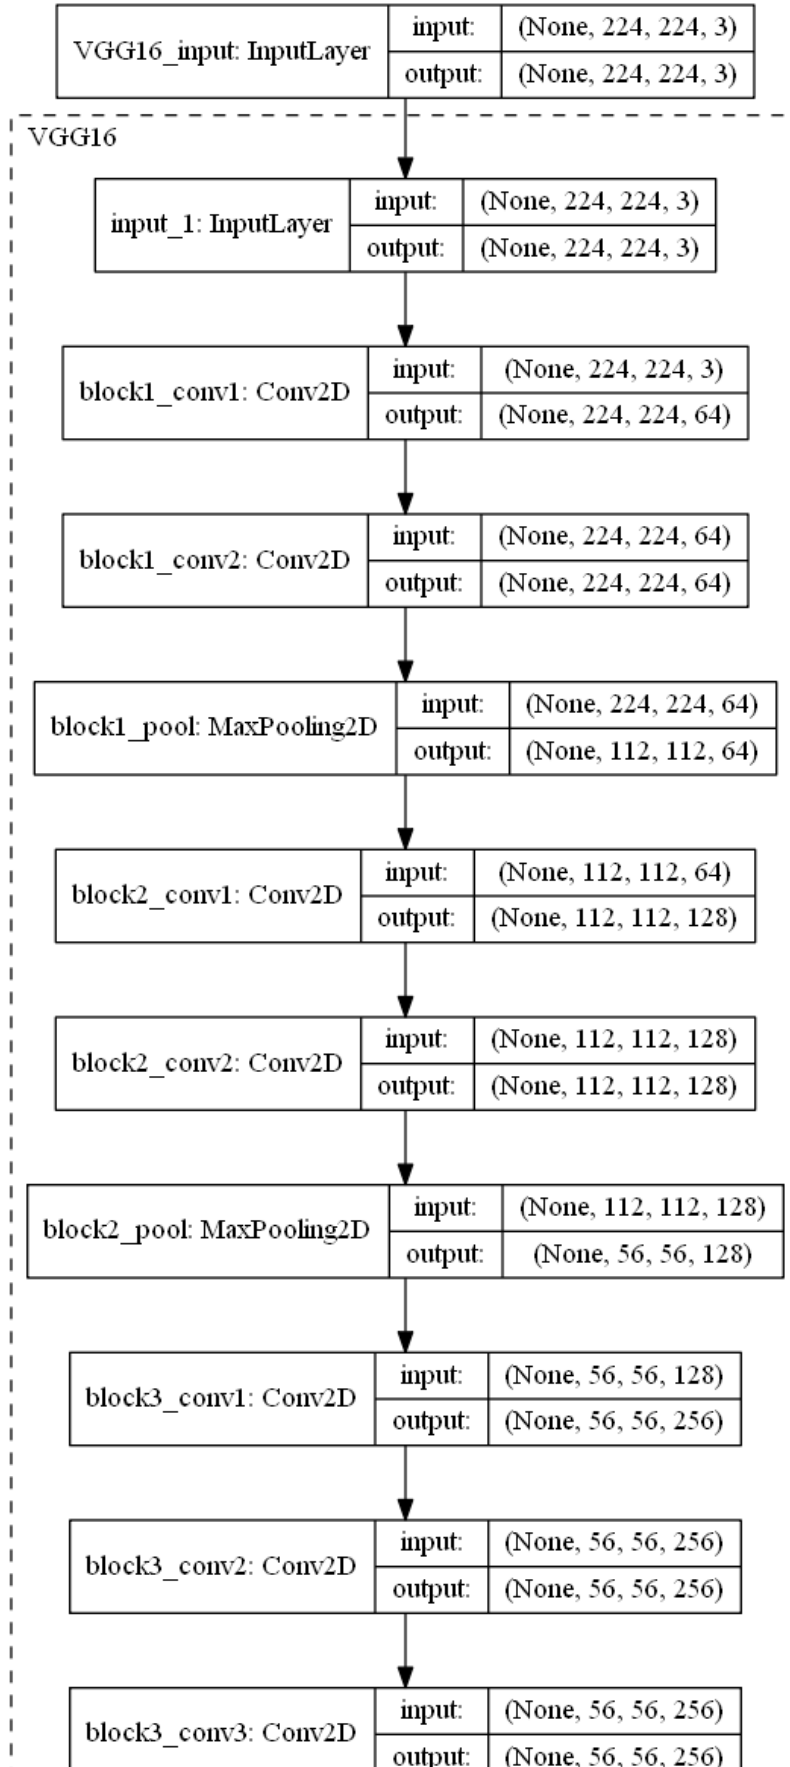 VGG16_input: InputLayer
input: (None, 224, 224, 3)
output: (None, 224, 224, 3)
VGG16
input_1: InputLayer
input: (None, 224, 224, 3)
output: (None, 224, 224, 3)
block1_conv1: Conv2D
input: (None, 224, 224, 3)
output: (None, 224, 224, 64)
block1_conv2: Conv2D
input: (None, 224, 224, 64)
output: (None, 224, 224, 64)
block1_pool: MaxPooling2D
input: (None, 224, 224, 64)
output: (None, 112, 112, 64)
block2_conv1: Conv2D
input: (None, 112, 112, 64)
output: (None, 112, 112, 128)
block2_conv2: Conv2D
input: (None, 112, 112, 128)
output: (None, 112, 112, 128)
block2_pool: MaxPooling2D
input: (None, 112, 112, 128)
output: (None, 56, 56, 128)
block3_conv1: Conv2D
input: (None, 56, 56, 128)
output: (None, 56, 56, 256)
block3_conv2: Conv2D
input: (None, 56, 56, 256)
output: (None, 56, 56, 256)
block3_conv3: Conv2D
input: (None, 56, 56, 256)
output: (None, 56, 56, 256)